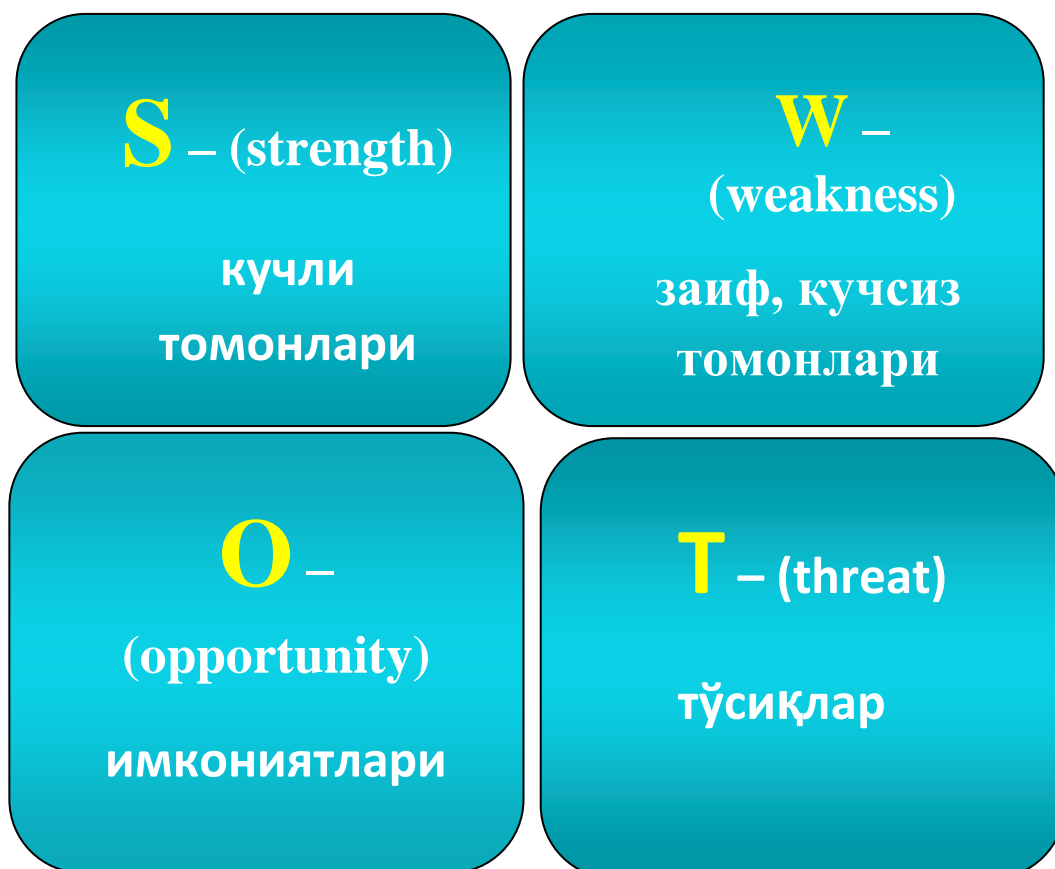 S – (strength)
кучли
томонлари
W –
(weakness)
заиф, кучсиз
томонлари
O –
(opportunity)
имкониятлари
T – (threat)
тўсиқлар